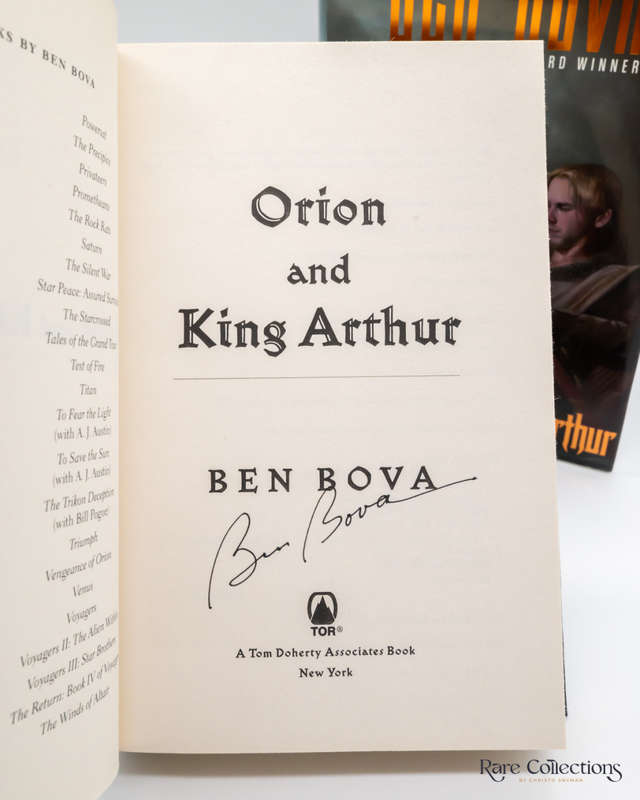 KS BY BEN BOVA
Powersat
The Precipice
Privateers
Prometheans
The Rock Rats
Saturn
The Silent War
Star Peace: Assured Survi
The Starcrossed
Tales of the Grand Tour
Test of Fire
Titan
To Fear the Light
(with A. J. Austin)
To Save the Sun
(with A. J. Austin)
The Trikon Deception
(with Bill Pogue)
Triumph
Vengeance of Orion
Venus
Voyagers
Voyagers II: The Alien Within
Voyagers III: Star Brothers
The Return: Book IV of Voyage
The Winds of Altair
Orion
and
King Arthur
BEN BOVA
Ben Bova
TOR®
A Tom Doherty Associates Book
New York
BEN BOVA
RD WINNER
rthur
Rare Collections